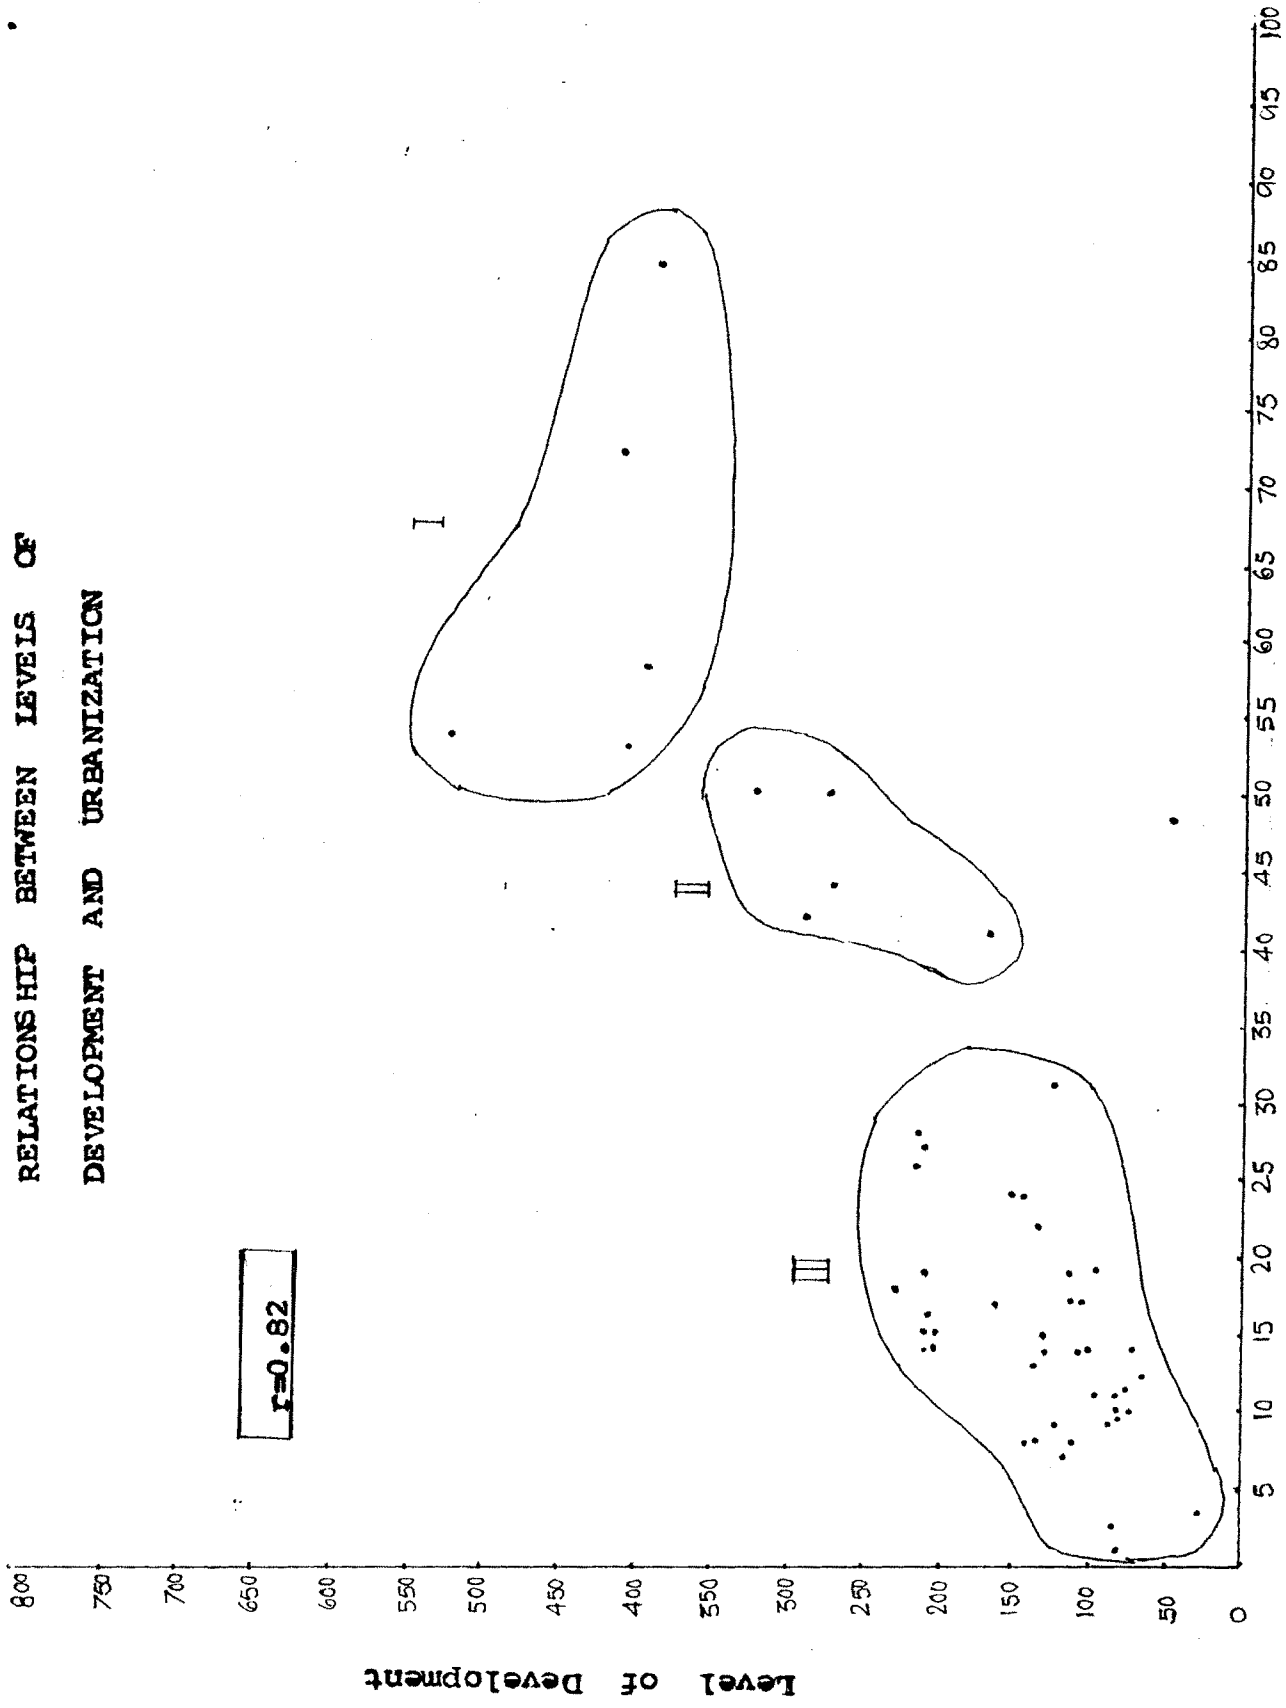 RELATIONSHIP BETWEEN LEVELS OF
DEVELOPMENT AND URBANIZATION
r=0.82
I
II
III
Level of Development
800
750
700
650
600
550
500
450
400
350
300
250
200
150
100
50
0
5 10 15 20 25 30 35 40 45 50 55 60 65 70 75 80 85 90 95 100